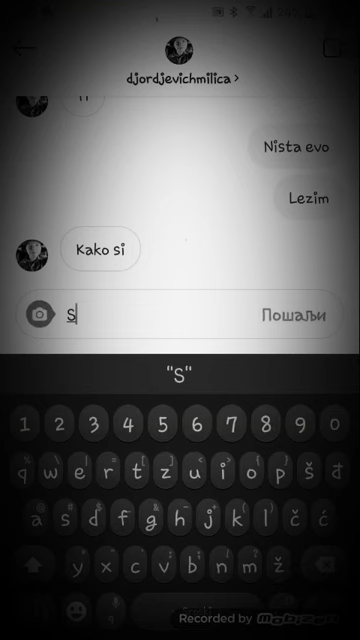 djordjevichmilica >
Nista evo
Lezim
Kako si
S
Пошаљи
"S"
1 2 3 4 5 6 7 8 9 0
q w e r t z u i o p š đ
a s d f g h j k l č ć
y x c v b n m ž
Recorded by Mobizen